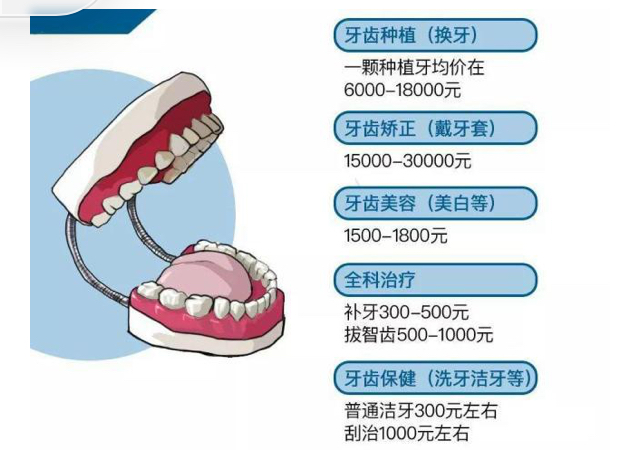 牙齿种植（换牙）
一颗种植牙均价在
6000-18000元
牙齿矫正（戴牙套）
15000-30000元
牙齿美容（美白等）
1500-1800元
全科治疗
补牙300-500元
拔智齿500-1000元
牙齿保健（洗牙洁牙等）
普通洁牙300元左右
刮治1000元左右